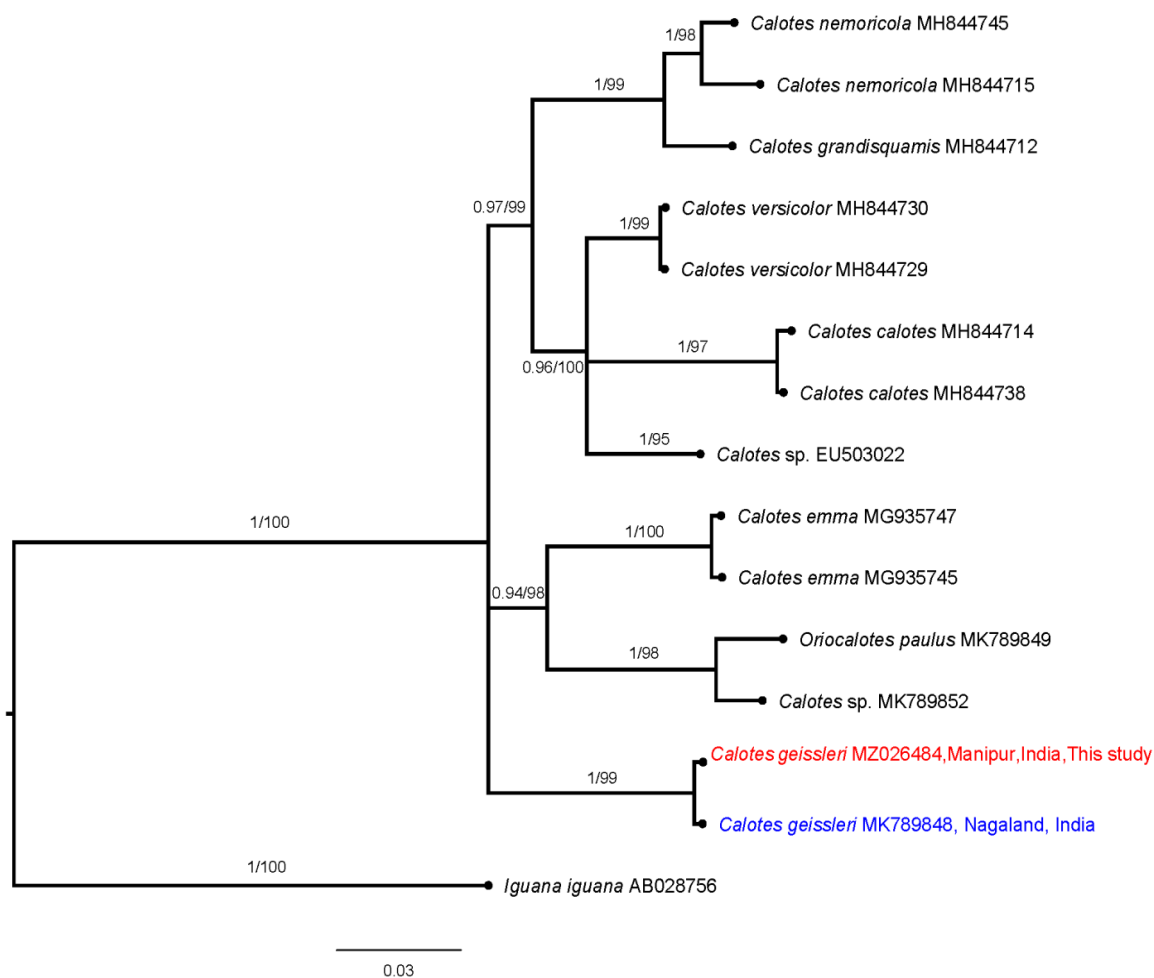 Calotes nemoricola MH844745
1/98
Calotes nemoricola MH844715
1/99
Calotes grandisquamis MH844712
0.97/99
Calotes versicolor MH844730
1/99
Calotes versicolor MH844729
Calotes calotes MH844714
1/97
0.96/100
Calotes calotes MH844738
1/95
Calotes sp. EU503022
Calotes emma MG935747
1/100
1/100
Calotes emma MG935745
0.94/98
Oriocalotes paulus MK789849
1/98
Calotes sp. MK789852
Calotes geissleri MZ026484,Manipur,India,This study
1/99
Calotes geissleri MK789848, Nagaland, India
1/100
Iguana iguana AB028756
0.03